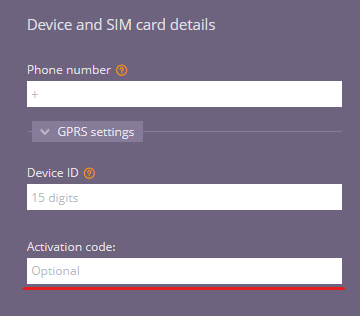 Device and SIM card details
Phone number ?
+
GPRS settings
Device ID ?
15 digits
Activation code:
Optional